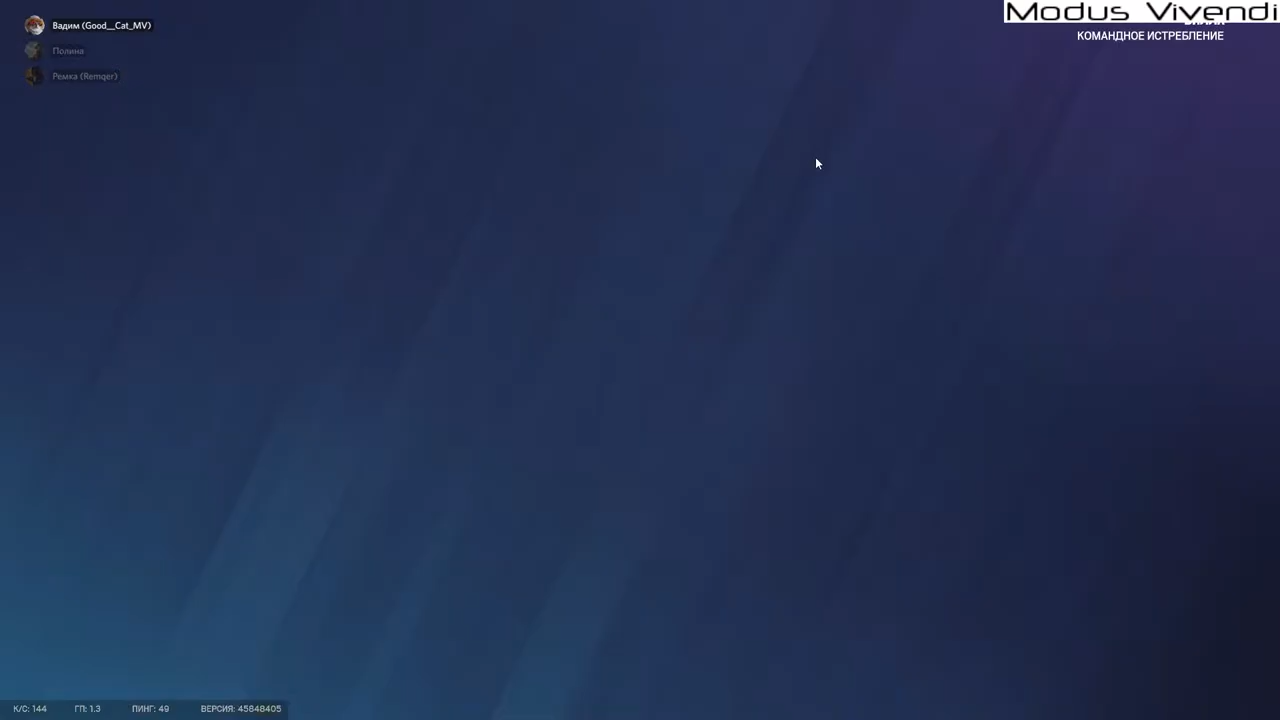 Вадим (Good__Cat_MV)
Полина
Ремка (Remqer)
Modus Vivendi
КОМАНДНОЕ ИСТРЕБЛЕНИЕ
К/С: 144 ГП: 1.3 ПИНГ: 49 ВЕРСИЯ: 45848405